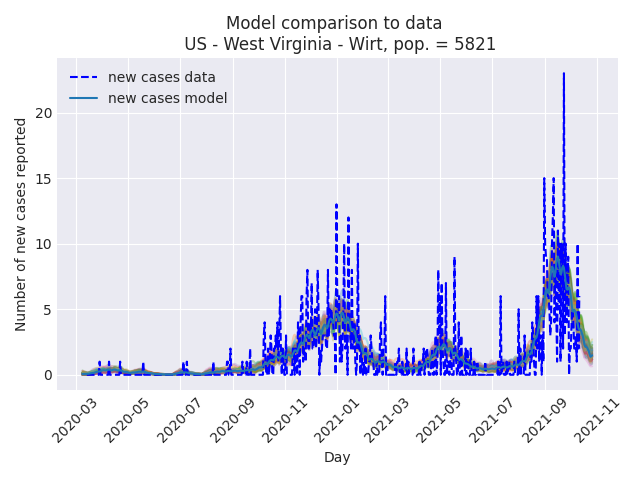 Model comparison to data
US - West Virginia - Wirt, pop. = 5821
new cases data
new cases model
Number of new cases reported
20
15
10
5
0
2020-03
2020-05
2020-07
2020-09
2020-11
2021-01
2021-03
2021-05
2021-07
2021-09
2021-11
Day